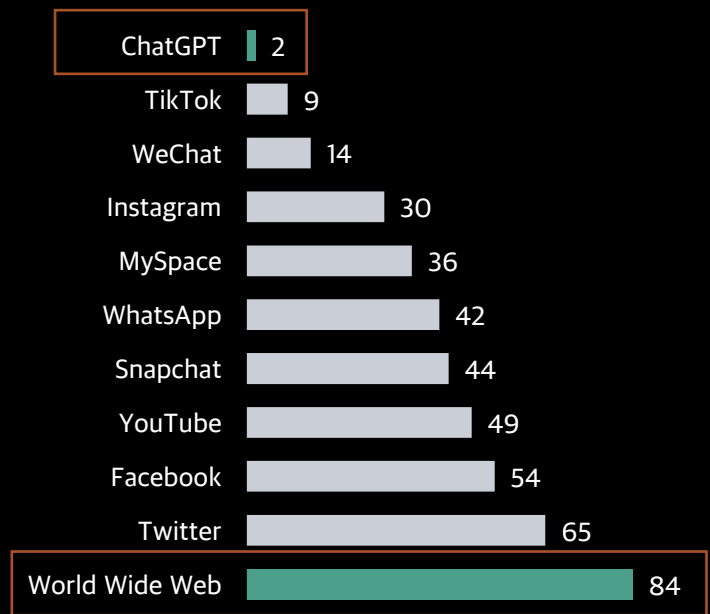 ChatGPT 2
TikTok 9
WeChat 14
Instagram 30
MySpace 36
WhatsApp 42
Snapchat 44
YouTube 49
Facebook 54
Twitter 65
World Wide Web 84